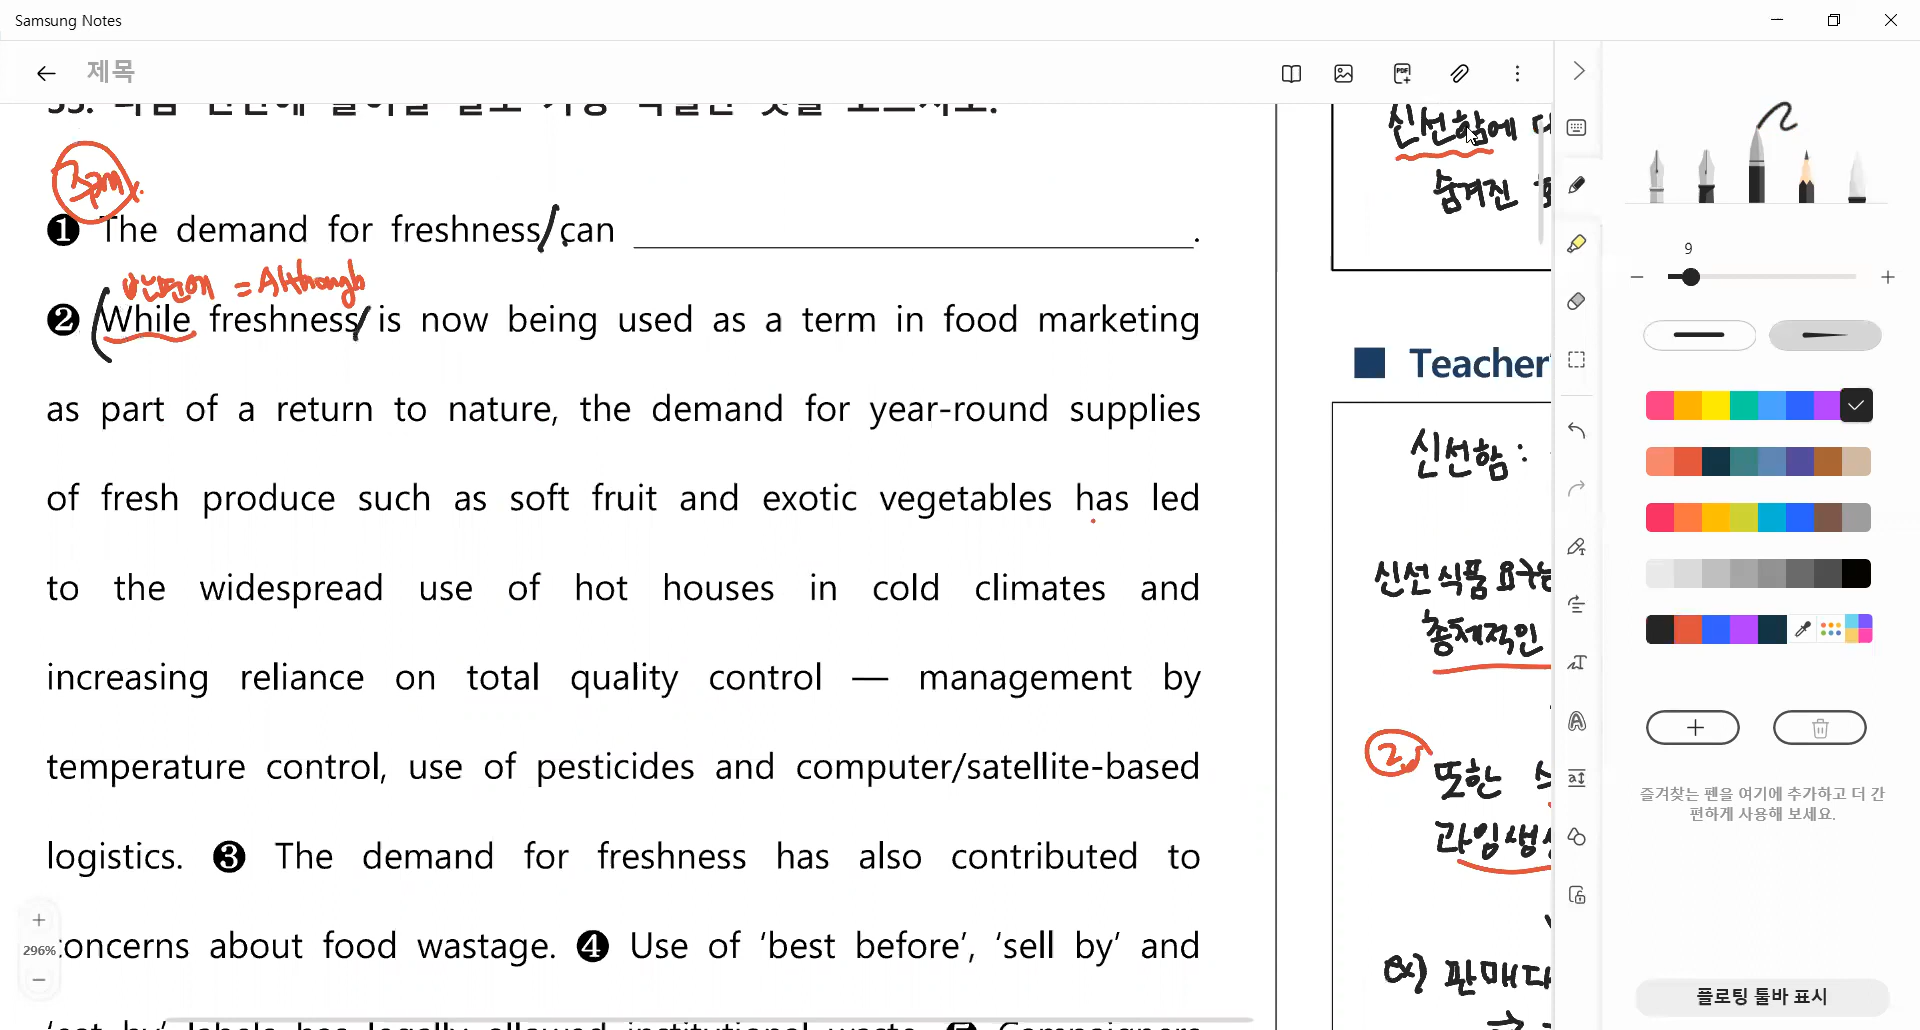 Samsung Notes
제목
❶ The demand for freshness/can ____________________.
반면에 = Although
❷ (While freshness/ is now being used as a term in food marketing
as part of a return to nature, the demand for year-round supplies
of fresh produce such as soft fruit and exotic vegetables has led
to the widespread use of hot houses in cold climates and
increasing reliance on total quality control — management by
temperature control, use of pesticides and computer/satellite-based
logistics. ❸ The demand for freshness has also contributed to
concerns about food wastage. ❹ Use of ‘best before’, ‘sell by’ and
296%
신선함에
숨겨진
■ Teacher
신선함 :
신선식품 요구는
총체적인
2.
또한
과잉생
ex) 판매
⇒
PDF
9
즐겨찾는 펜을 여기에 추가하고 더 간
편하게 사용해 보세요.
플로팅 툴바 표시